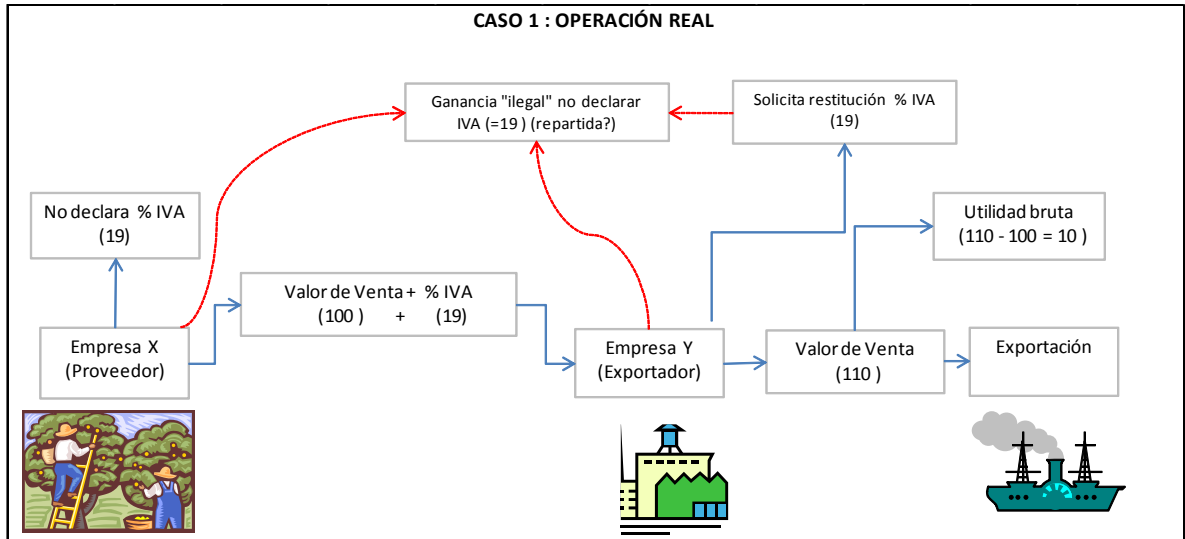 CASO 1 : OPERACIÓN REAL
Ganancia "ilegal" no declarar
IVA (=19 ) (repartida?)
Solicita restitución % IVA
(19)
No declara % IVA
(19)
Utilidad bruta
(110 - 100 = 10 )
Valor de Venta + % IVA
(100 ) + (19)
Empresa X
(Proveedor)
Empresa Y
(Exportador)
Valor de Venta
(110 )
Exportación